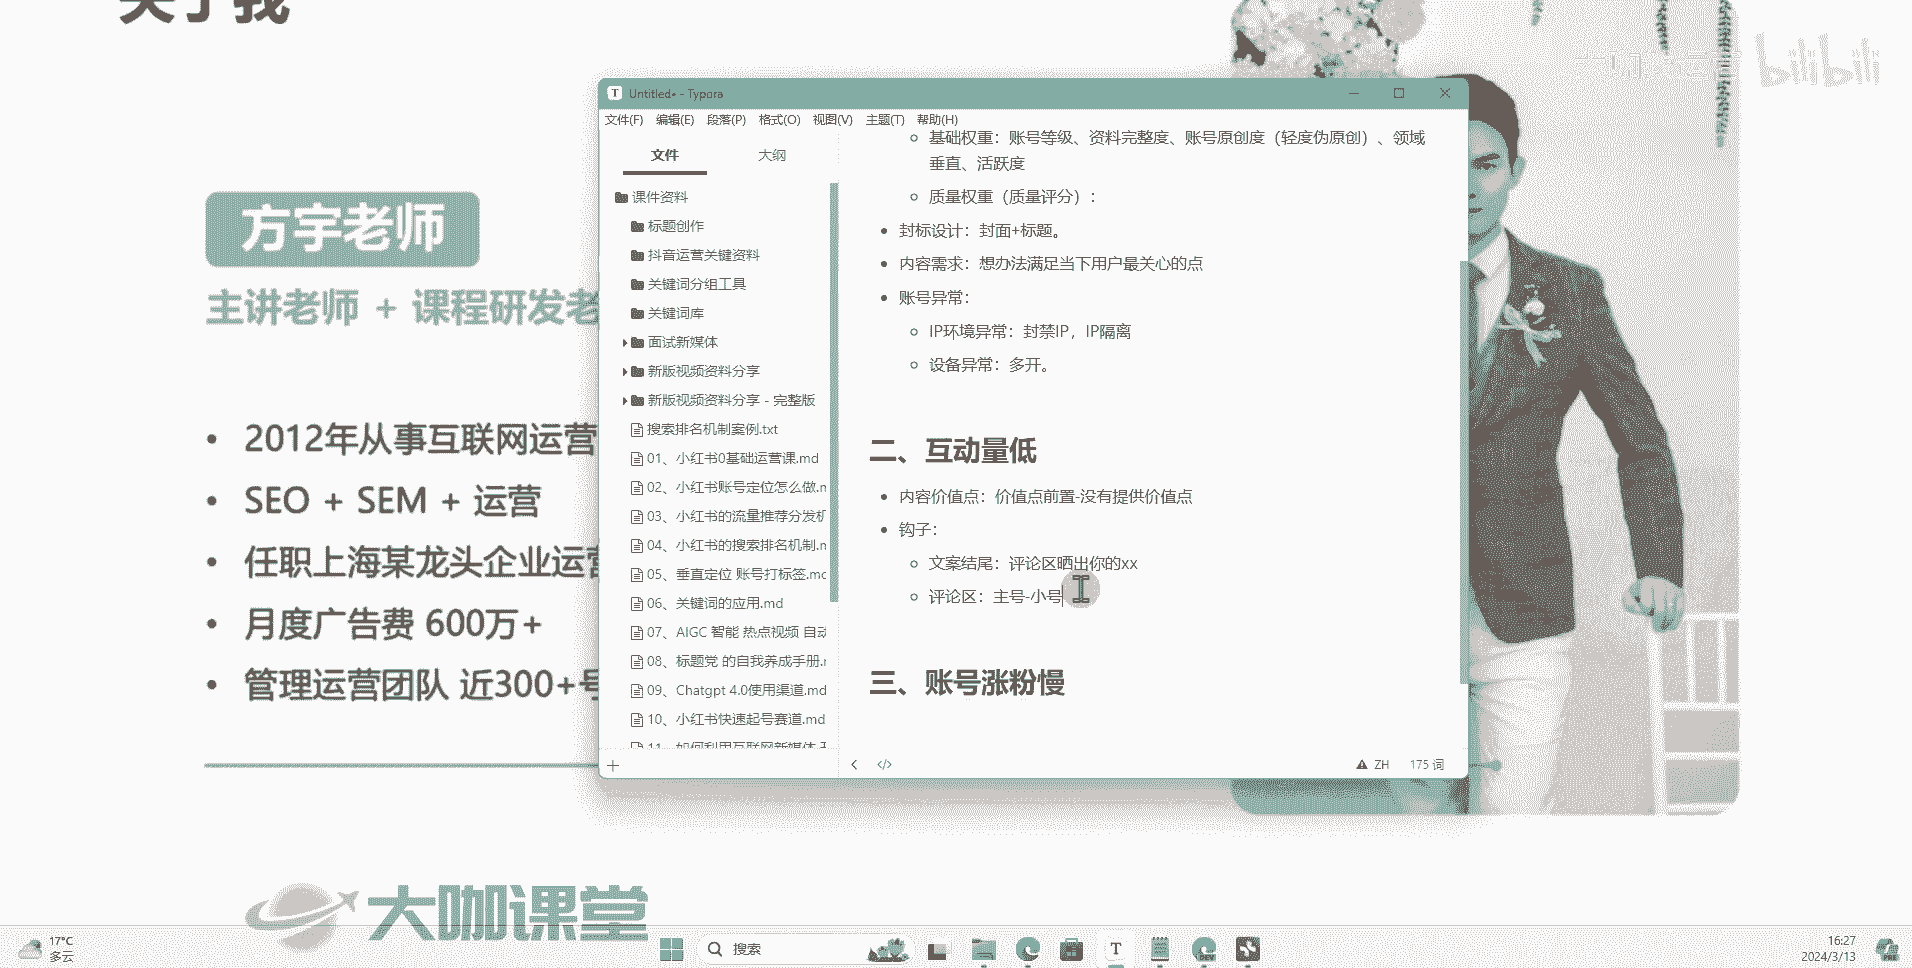 关于我
bilibili
方宇老师
主讲老师 + 课程研发老
2012年从事互联网运营
SEO + SEM + 运营
任职上海某龙头企业运营
月度广告费 600万+
管理运营团队 近300+号
Untitled• - Typora
文件(F) 编辑(E) 段落(P) 格式(O) 视图(V) 主题(T) 帮助(H)
文件 大纲
课件资料
标题创作
抖音运营关键资料
关键词分组工具
关键词库
面试新媒体
新版视频资料分享
新版视频资料分享 - 完整版
搜索排名机制案例.txt
01、小红书0基础运营课.md
02、小红书账号定位怎么做.m
03、小红书的流量推荐分发机
04、小红书的搜索排名机制.m
05、垂直定位 账号打标签.mc
06、关键词的应用.md
07、AIGC 智能 热点视频 自动
08、标题党 的自我养成手册.r
09、Chatgpt 4.0使用渠道.md
10、小红书快速起号赛道.md
11、如何利用互联网新媒体
基础权重：账号等级、资料完整度、账号原创度（轻度伪原创）、领域
垂直、活跃度
质量权重（质量评分）：
封标设计：封面+标题。
内容需求：想办法满足当下用户最关心的点
账号异常：
IP环境异常：封禁IP，IP隔离
设备异常：多开。
二、互动量低
内容价值点：价值点前置-没有提供价值点
钩子：
文案结尾：评论区晒出你的xx
评论区：主号-小号
三、账号涨粉慢
ZH 175 词
大咖课堂
17°C
多云
搜索
16:27
2024/3/13